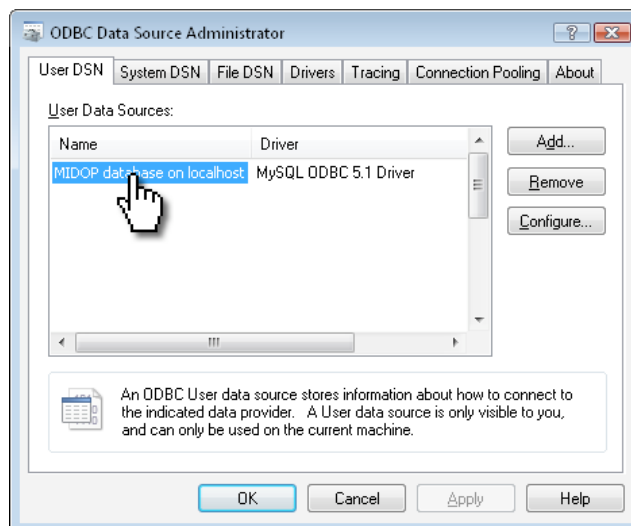 ODBC Data Source Administrator
User DSN System DSN File DSN Drivers Tracing Connection Pooling About
User Data Sources:
Name Driver
MIDOP database on localhost MySQL ODBC 5.1 Driver
Add...
Remove
Configure...
An ODBC User data source stores information about how to connect to
the indicated data provider. A User data source is only visible to you,
and can only be used on the current machine.
OK Cancel Apply Help